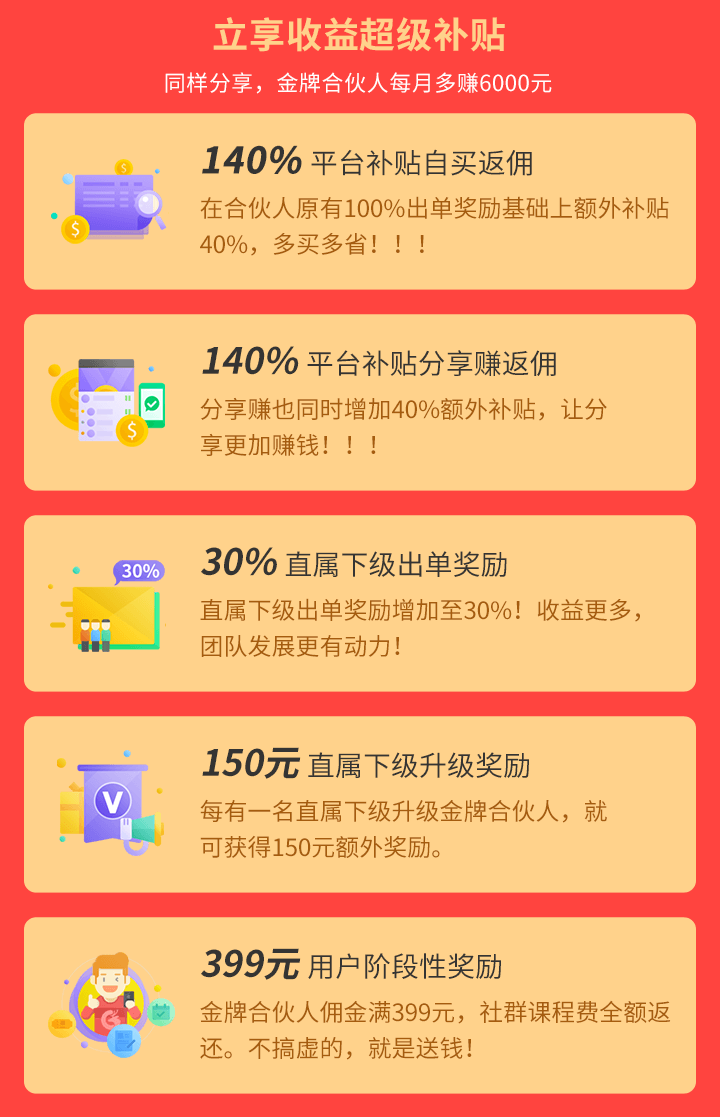 立享收益超级补贴
同样分享，金牌合伙人每月多赚6000元
140% 平台补贴自买返佣
在合伙人原有100%出单奖励基础上额外补贴
40%，多买多省！！！
140% 平台补贴分享赚返佣
分享赚也同时增加40%额外补贴，让分
享更加赚钱！！！
30%
30% 直属下级出单奖励
直属下级出单奖励增加至30%！收益更多，
团队发展更有动力！
V
150元 直属下级升级奖励
每有一名直属下级升级金牌合伙人，就
可获得150元额外奖励。
399元 用户阶段性奖励
金牌合伙人佣金满399元，社群课程费全额返
还。不搞虚的，就是送钱！